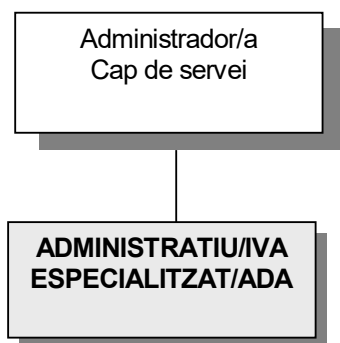 Administrador/a
Cap de servei
ADMINISTRATIU/IVA
ESPECIALITZAT/ADA